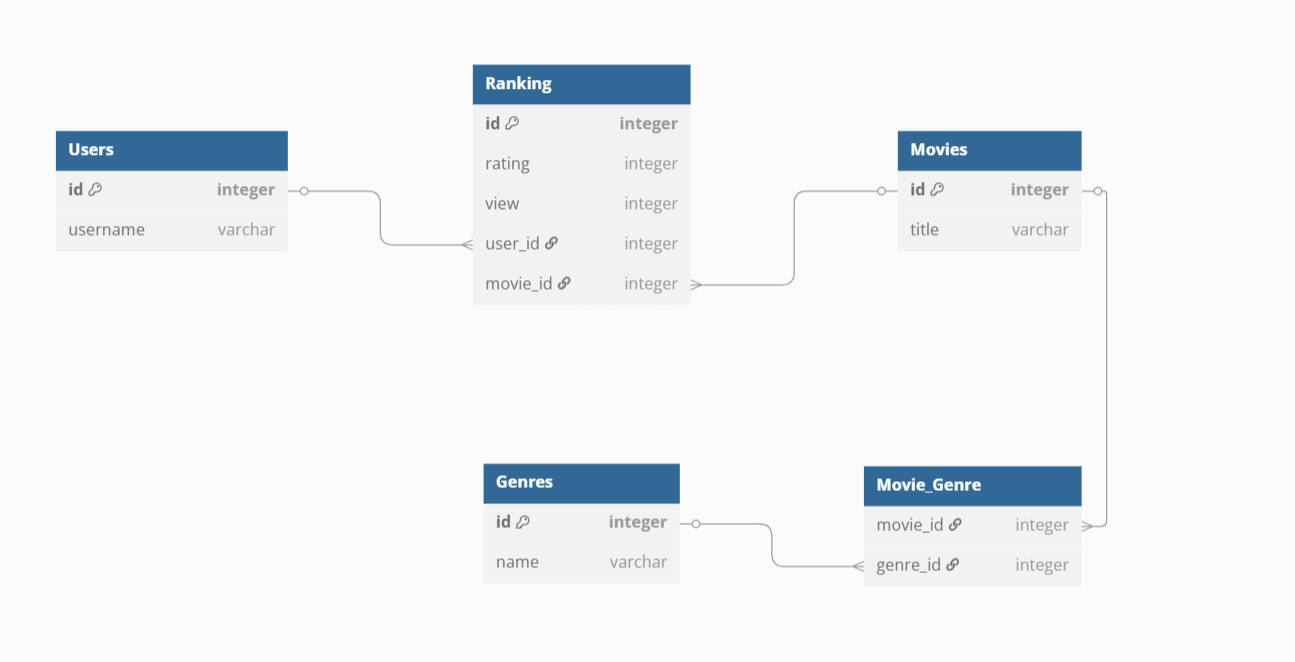 Users
id integer
username varchar
Ranking
id integer
rating integer
view integer
user_id integer
movie_id integer
Movies
id integer
title varchar
Genres
id integer
name varchar
Movie_Genre
movie_id integer
genre_id integer